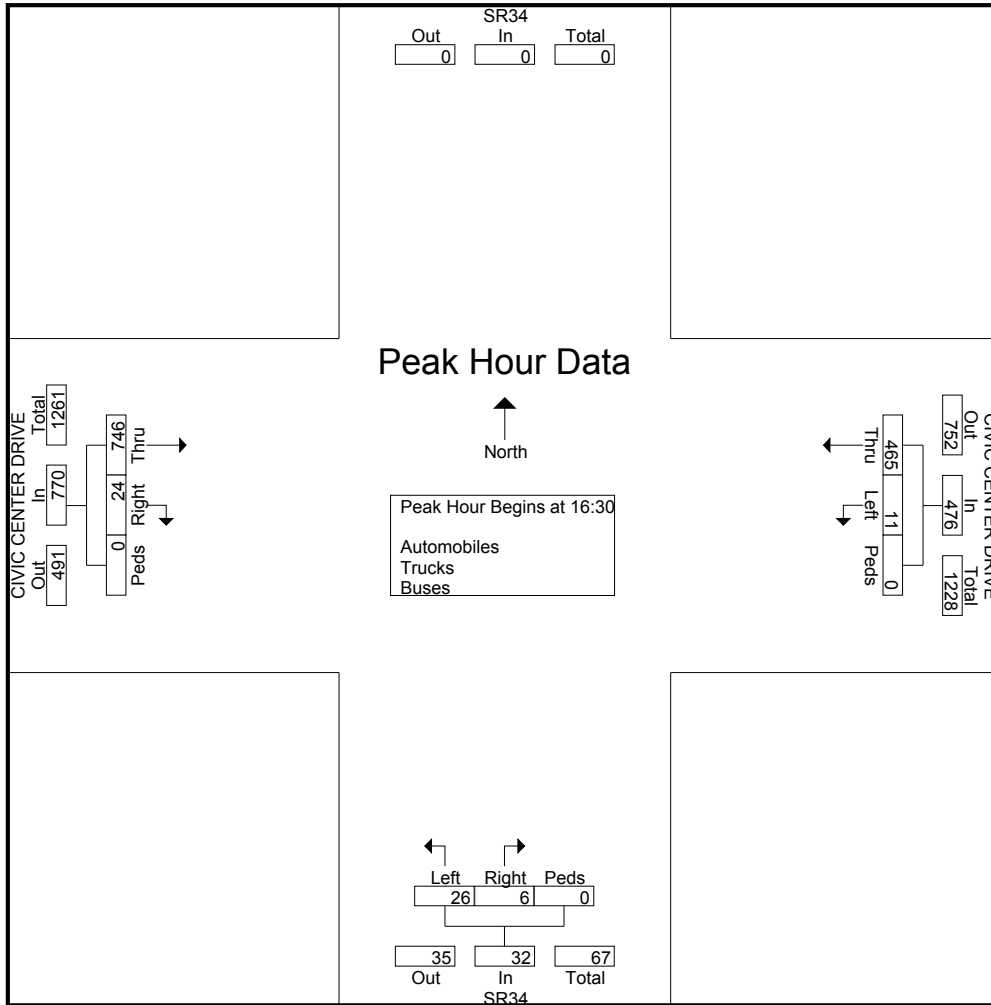 SR34
Out In Total
0 0 0
Peak Hour Data
North
Peak Hour Begins at 16:30
Automobiles
Trucks
Buses
CIVIC CENTER DRIVE
Total In Out
1261 770 491
746 24 0
Thru Right Peds
CIVIC CENTER DRIVE
Out In Total
752 476 1228
465 11 0
Thru Left Peds
Left Right Peds
26 6 0
35 32 67
Out In Total
SR34